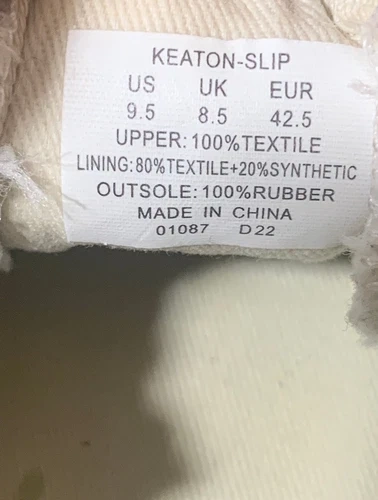 KEATON-SLIP
US UK EUR
9.5 8.5 42.5
UPPER: 100%TEXTILE
LINING:80%TEXTILE+20%SYNTHETIC
OUTSOLE: 100%RUBBER
MADE IN CHINA
01087 D22